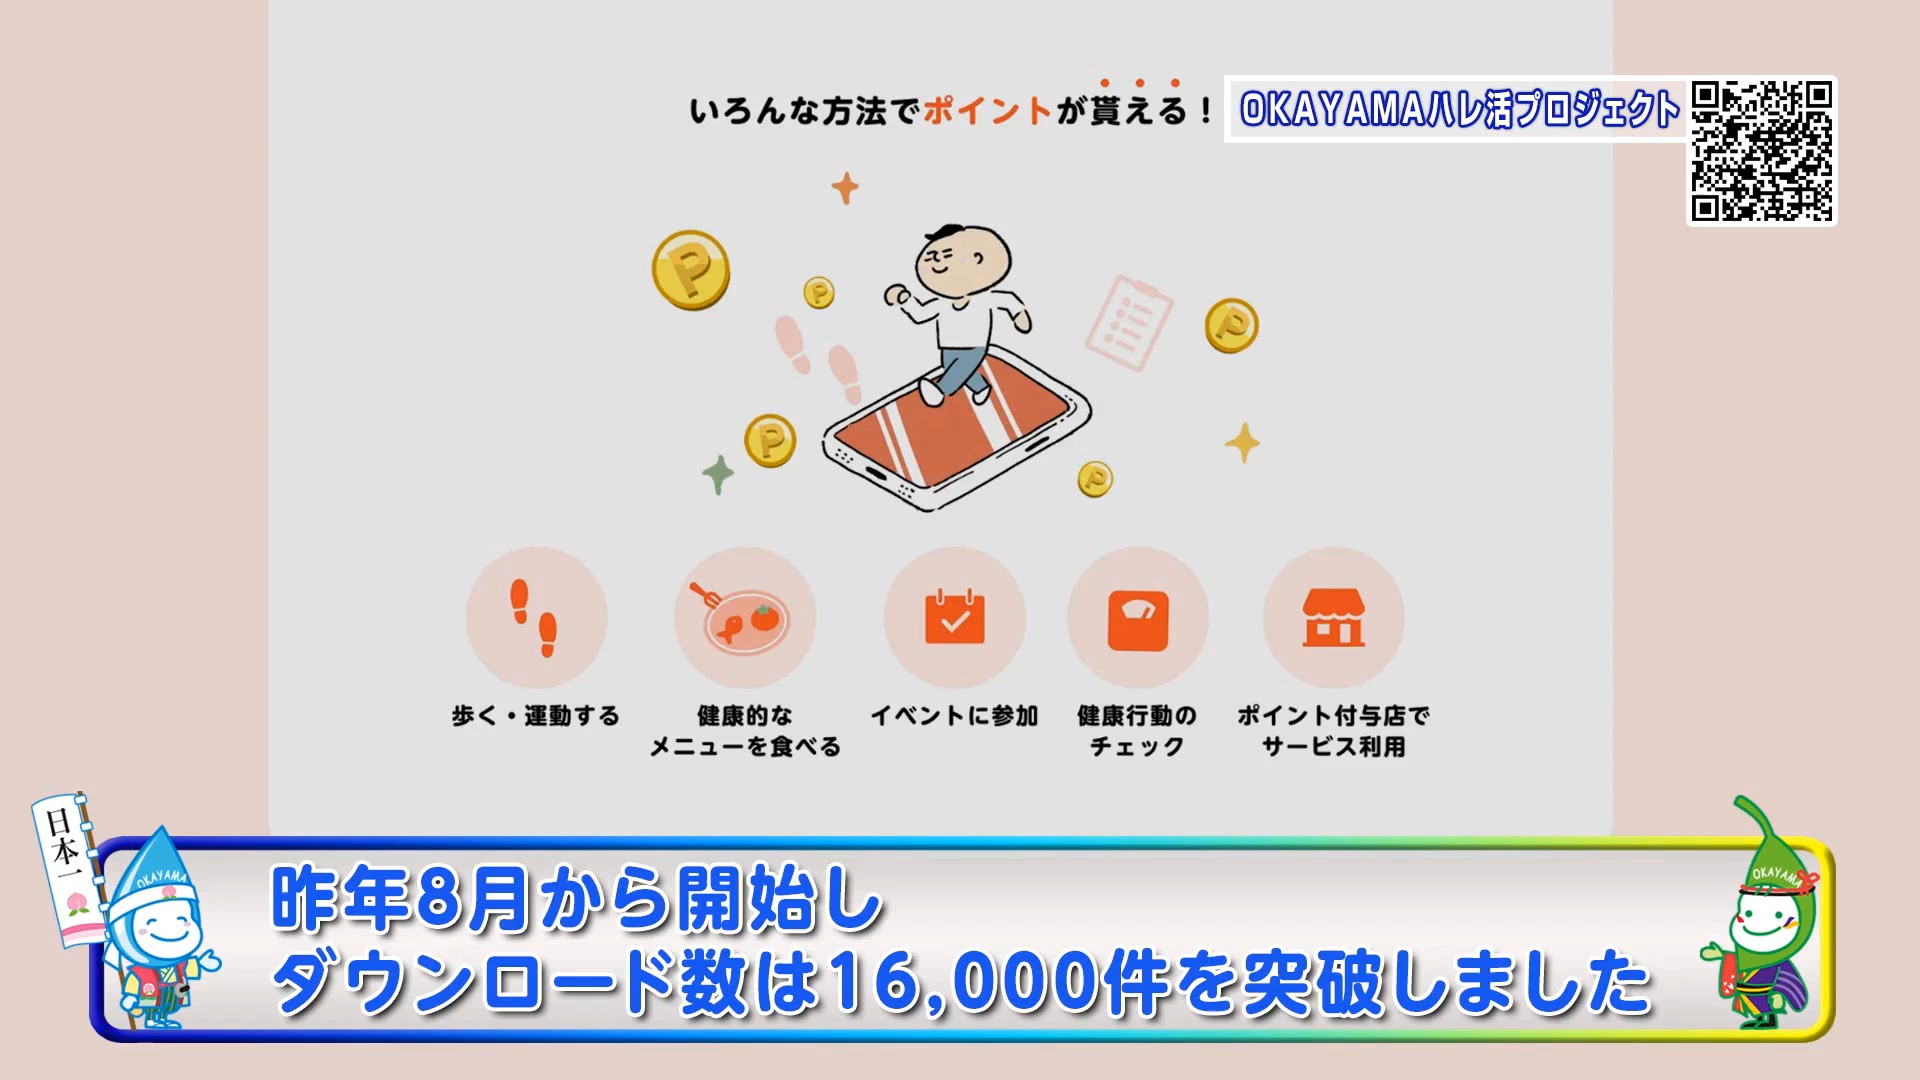 いろんな方法でポイントが貰える！
OKAYAMAハレ活プロジェクト
P
P
P
P
P
歩く・運動する
健康的な
メニューを食べる
イベントに参加
健康行動の
チェック
ポイント付与店で
サービス利用
日本一
OKAYAMA
OKAYAMA
昨年8月から開始し
ダウンロード数は16,000件を突破しました